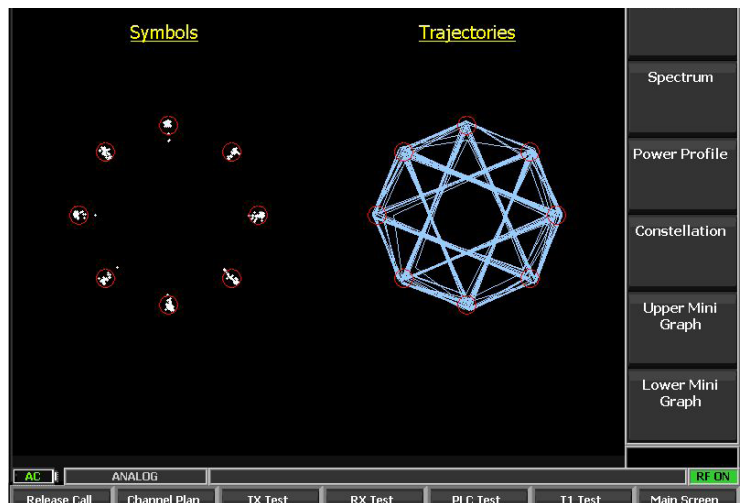 Symbols
Trajectories
Spectrum
Power Profile
Constellation
Upper Mini
Graph
Lower Mini
Graph
AC
ANALOG
RF ON
Release Call
Channel Plan
TX Test
RX Test
PLC Test
T1 Test
Main Screen